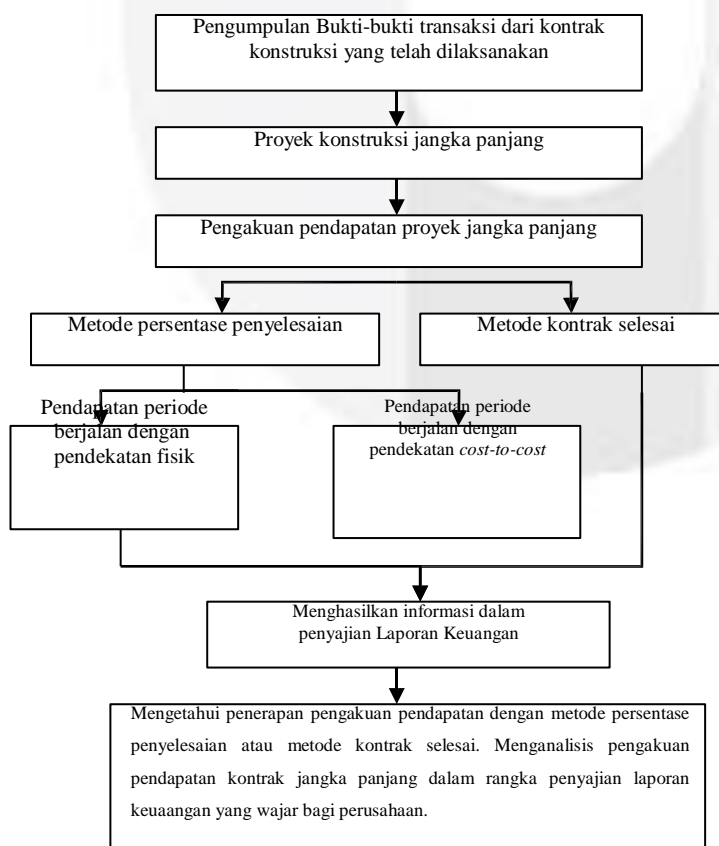 Pengumpulan Bukti-bukti transaksi dari kontrak
konstruksi yang telah dilaksanakan
Proyek konstruksi jangka panjang
Pengakuan pendapatan proyek jangka panjang
Metode persentase penyelesaian
Metode kontrak selesai
Pendapatan periode
berjalan dengan
pendekatan fisik
Pendapatan periode
berjalan dengan
pendekatan cost-to-cost
Menghasilkan informasi dalam
penyajian Laporan Keuangan
Mengetahui penerapan pengakuan pendapatan dengan metode persentase
penyelesaian atau metode kontrak selesai. Menganalisis pengakuan
pendapatan kontrak jangka panjang dalam rangka penyajian laporan
keuaangan yang wajar bagi perusahaan.